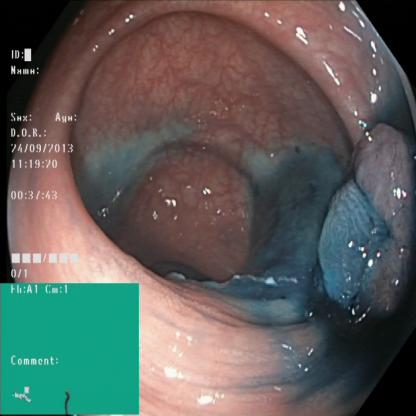 ID:
Name:
Sex: Age:
D.O.R.:
24/09/2013
11:19:20
00:37:43
0/1
Eh:A1 Cm:1
Comment: